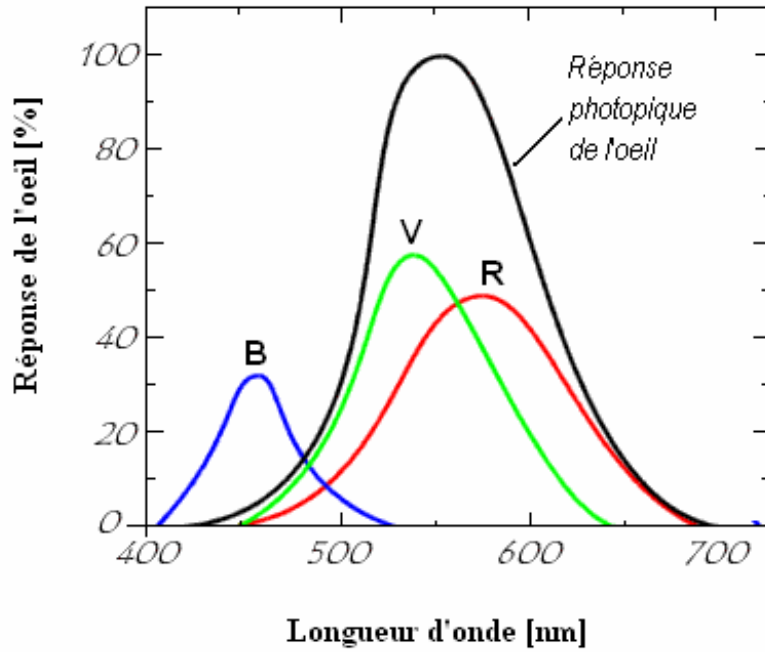 Réponse de l'oeil [%]
100
80
60
40
20
0
400
500
600
700
Réponse
photopique
de l'oeil
V
R
B
Longueur d'onde [nm]